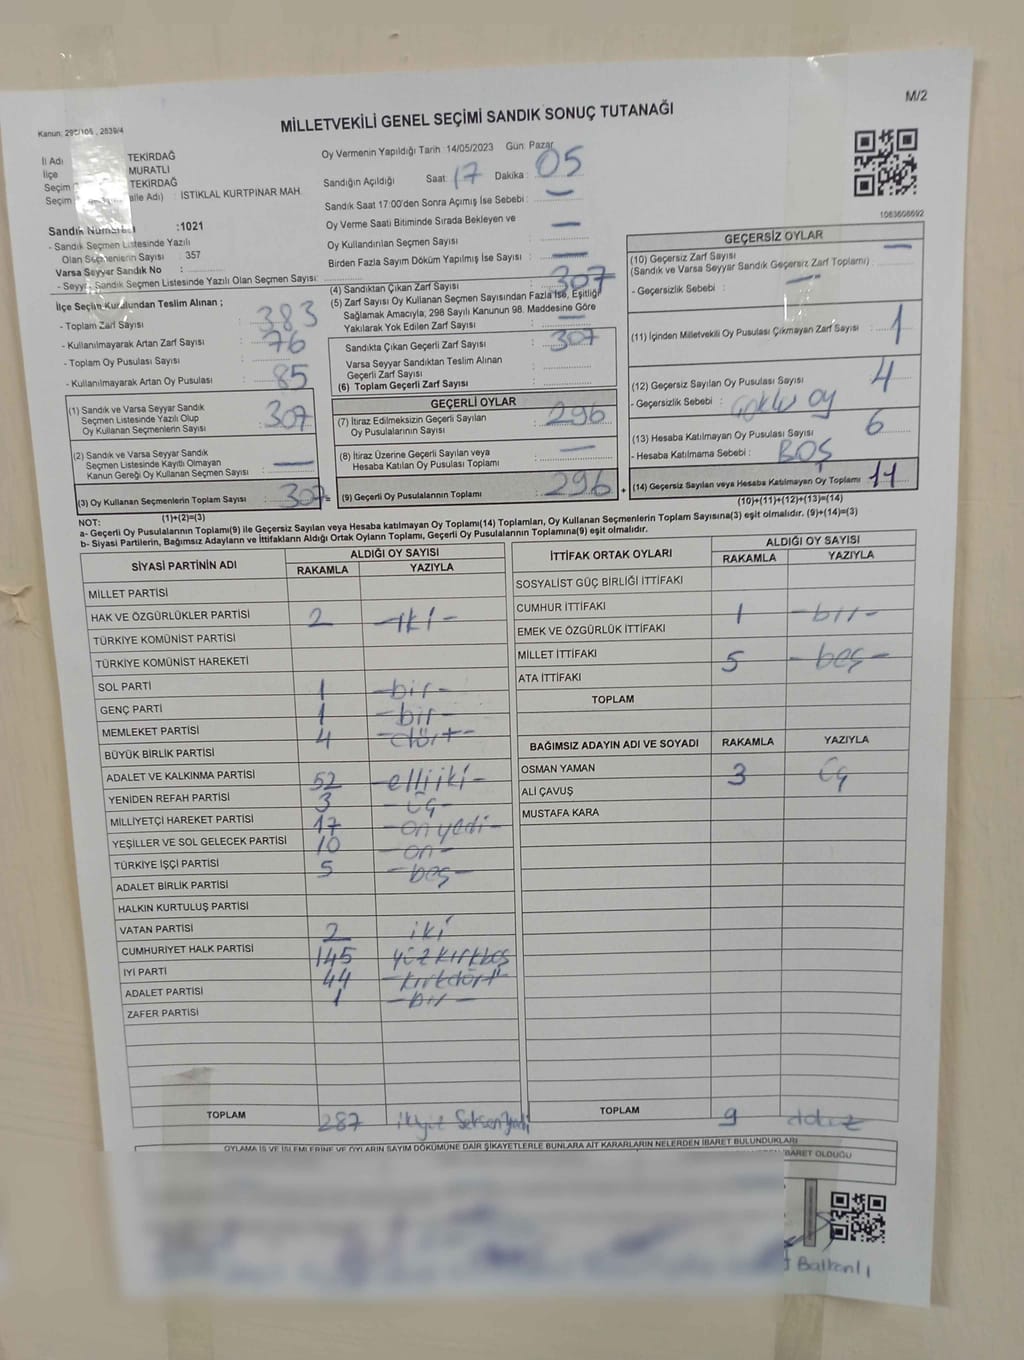 M/2
MİLLETVEKİLİ GENEL SEÇİMİ SANDIK SONUÇ TUTANAĞI
Kanun: 298/105 , 2839/4
İl Adı TEKİRDAĞ
İlçe MURATLI
Seçim TEKİRDAĞ
Seçim alle Adı) : İSTİKLAL KURTPINAR MAH.
Sandık Numarası :1021
- Sandık Seçmen Listesinde Yazılı
Olan Seçmenlerin Sayısı : 357
Varsa Seyyar Sandık No :
- Seyyar Sandık Seçmen Listesinde Yazılı Olan Seçmen Sayısı:
Oy Vermenin Yapıldığı Tarih : 14/05/2023 Gün: Pazar
Sandığın Açıldığı Saat: 17 Dakika : 05
Sandık Saat 17:00'den Sonra Açımış İse Sebebi : —
Oy Verme Saati Bitiminde Sırada Bekleyen ve
Oy Kullandırılan Seçmen Sayısı : —
Birden Fazla Sayım Döküm Yapılmış İse Sayısı : —
1063608692
İlçe Seçim Kurulundan Teslim Alınan ;
- Toplam Zarf Sayısı : 383
- Kullanılmayarak Artan Zarf Sayısı : 76
- Toplam Oy Pusulası Sayısı :
- Kullanılmayarak Artan Oy Pusulası : 85
(1) Sandık ve Varsa Seyyar Sandık
Seçmen Listesinde Yazılı Olup
Oy Kullanan Seçmenlerin Sayısı : 307
(2) Sandık ve Varsa Seyyar Sandık
Seçmen Listesinde Kayıtlı Olmayan
Kanun Gereği Oy Kullanan Seçmen Sayısı : —
(3) Oy Kullanan Seçmenlerin Toplam Sayısı : 307
(1)+(2)=(3)
(4) Sandıktan Çıkan Zarf Sayısı : 307
(5) Zarf Sayısı Oy Kullanan Seçmen Sayısından Fazla İse, Eşitliği
Sağlamak Amacıyla, 298 Sayılı Kanunun 98. Maddesine Göre
Yakılarak Yok Edilen Zarf Sayısı : —
Sandıkta Çıkan Geçerli Zarf Sayısı : 307
Varsa Seyyar Sandıktan Teslim Alınan
Geçerli Zarf Sayısı :
(6) Toplam Geçerli Zarf Sayısı :
GEÇERLİ OYLAR
(7) İtiraz Edilmeksizin Geçerli Sayılan
Oy Pusulalarının Sayısı : 296
(8) İtiraz Üzerine Geçerli Sayılan veya
Hesaba Katılan Oy Pusulası Toplamı : —
(9) Geçerli Oy Pusulalarının Toplamı : 296 +
GEÇERSİZ OYLAR
(10) Geçersiz Zarf Sayısı
(Sandık ve Varsa Seyyar Sandık Geçersiz Zarf Toplamı) : —
- Geçersizlik Sebebi : —
(11) İçinden Milletvekili Oy Pusulası Çıkmayan Zarf Sayısı : 1
(12) Geçersiz Sayılan Oy Pusulası Sayısı : 4
- Geçersizlik Sebebi : Çoklu oy
(13) Hesaba Katılmayan Oy Pusulası Sayısı : 6
- Hesaba Katılmama Sebebi : BOŞ
(14) Geçersiz Sayılan veya Hesaba Katılmayan Oy Toplamı : 11
(10)+(11)+(12)+(13)=(14)
NOT:
a- Geçerli Oy Pusulalarının Toplamı(9) ile Geçersiz Sayılan veya Hesaba katılmayan Oy Toplamı(14) Toplamları, Oy Kullanan Seçmenlerin Toplam Sayısına(3) eşit olmalıdır. (9)+(14)=(3)
b- Siyasi Partilerin, Bağımsız Adayların ve İttifakların Aldığı Ortak Oyların Toplamı, Geçerli Oy Pusulalarının Toplamına(9) eşit olmalıdır.
SİYASİ PARTİNİN ADI ALDIĞI OY SAYISI
RAKAMLA YAZIYLA
MİLLET PARTİSİ
HAK VE ÖZGÜRLÜKLER PARTİSİ 2 -iki-
TÜRKİYE KOMÜNİST PARTİSİ
TÜRKİYE KOMÜNİST HAREKETİ
SOL PARTİ 1 -bir-
GENÇ PARTİ 1 -bir-
MEMLEKET PARTİSİ 4 -dört-
BÜYÜK BİRLİK PARTİSİ
ADALET VE KALKINMA PARTİSİ 52 -elliiki-
YENİDEN REFAH PARTİSİ 3 -üç-
MİLLİYETÇİ HAREKET PARTİSİ 17 -onyedi-
YEŞİLLER VE SOL GELECEK PARTİSİ 10 -on-
TÜRKİYE İŞÇİ PARTİSİ 5 -beş-
ADALET BİRLİK PARTİSİ
HALKIN KURTULUŞ PARTİSİ
VATAN PARTİSİ 2 iki
CUMHURİYET HALK PARTİSİ 145 yüzkırkbeş
İYİ PARTİ 44 -kırkdört-
ADALET PARTİSİ 1 -bir-
ZAFER PARTİSİ
TOPLAM 287 ikiyüz Seksenyedi
İTTİFAK ORTAK OYLARI ALDIĞI OY SAYISI
RAKAMLA YAZIYLA
SOSYALİST GÜÇ BİRLİĞİ İTTİFAKI
CUMHUR İTTİFAKI 1 -bir-
EMEK VE ÖZGÜRLÜK İTTİFAKI
MİLLET İTTİFAKI 5 -beş-
ATA İTTİFAKI
TOPLAM
BAĞIMSIZ ADAYIN ADI VE SOYADI RAKAMLA YAZIYLA
OSMAN YAMAN 3 üç
ALİ ÇAVUŞ
MUSTAFA KARA
TOPLAM 9 dokuz
OYLAMA İŞ VE İŞLEMLERİNE VE OYLARIN SAYIM DÖKÜMÜNE DAİR ŞİKAYETLERLE BUNLARA AİT KARARLARIN NELERDEN İBARET BULUNDUKLARI
İBARET OLDUĞU
Balkanlı